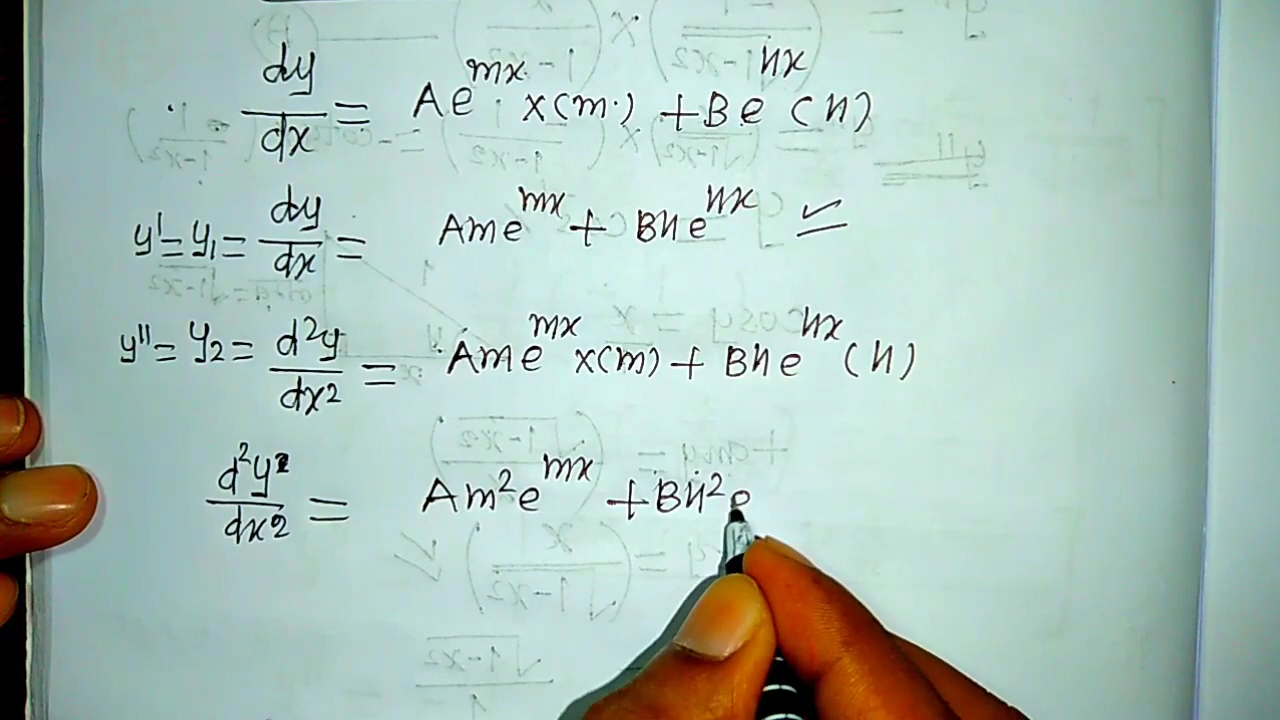 dy/dx = Ae^mx x(m) + Be^nx (n)
y' = y₁ = dy/dx = Ame^mx + Bne^nx
y'' = y₂ = d²y/dx² = Ame^mx x(m) + Bne^nx (n)
d²y/dx² = Am²e^mx + Bn²e